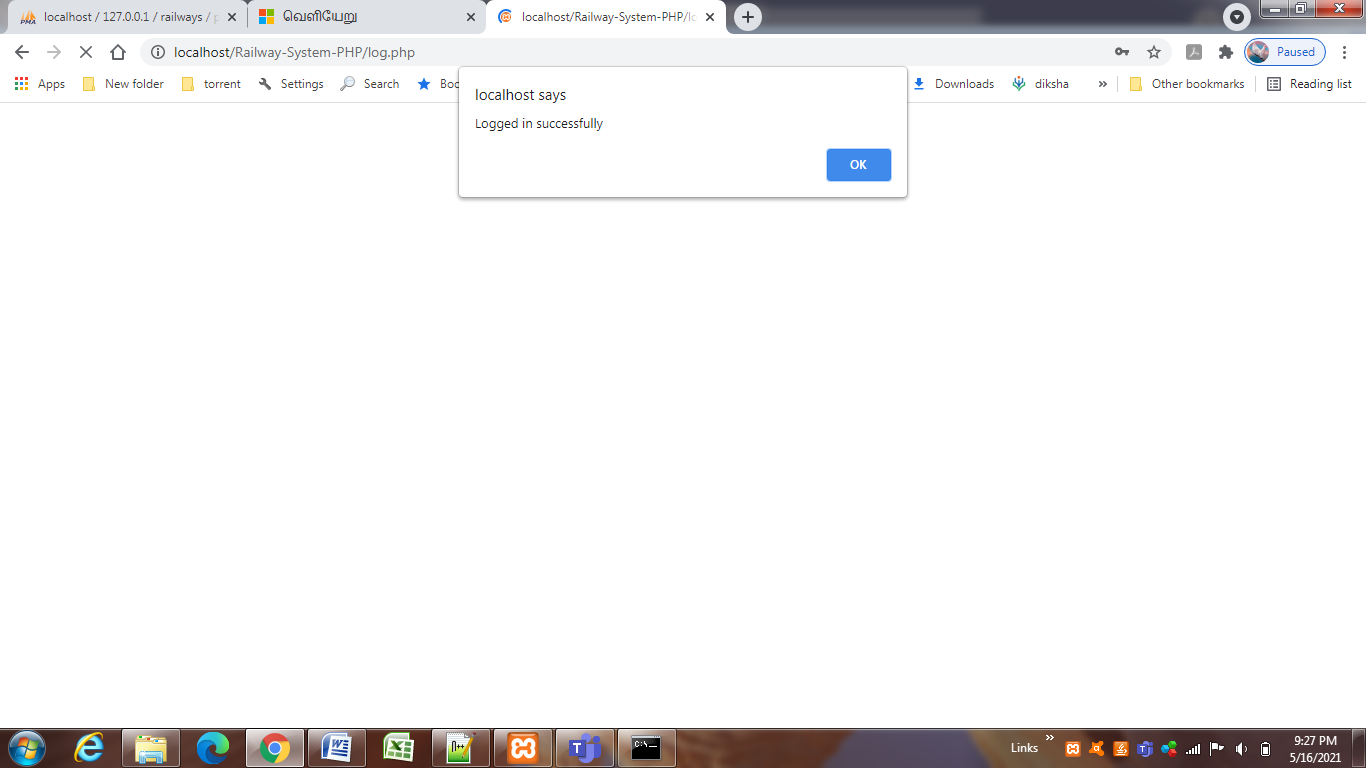 PMA
localhost / 127.0.0.1 / railways /
வெளியேறு
localhost/Railway-System-PHP/
localhost/Railway-System-PHP/log.php
Paused
Apps
New folder
torrent
Settings
Search
Downloads
diksha
»
Other bookmarks
Reading list
localhost says
Logged in successfully
OK
Links
»
9:27 PM
5/16/2021